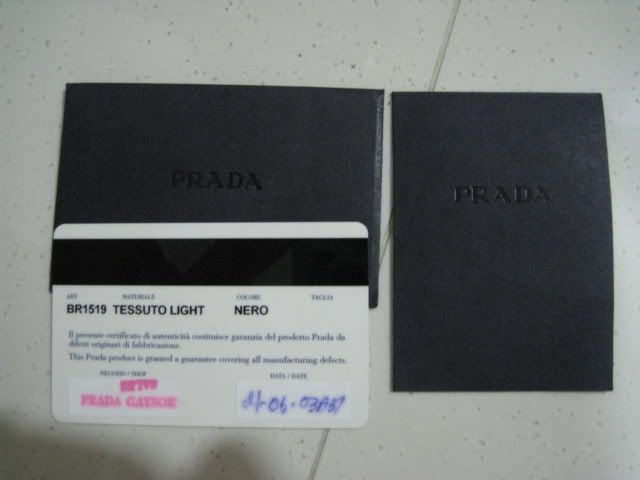 PRADA
PRADA
ART MATERIALE COLORE TAGLIA
BR1519 TESSUTO LIGHT NERO
Il presente certificato di autenticità costituisce garanzia del prodotto Prada da
difetti originari di fabbricazione.
This Prada product is granted a guarantee covering all manufacturing defects.
NEGOZIO / SHOP DATA / DATE
PRADA GAYSOR